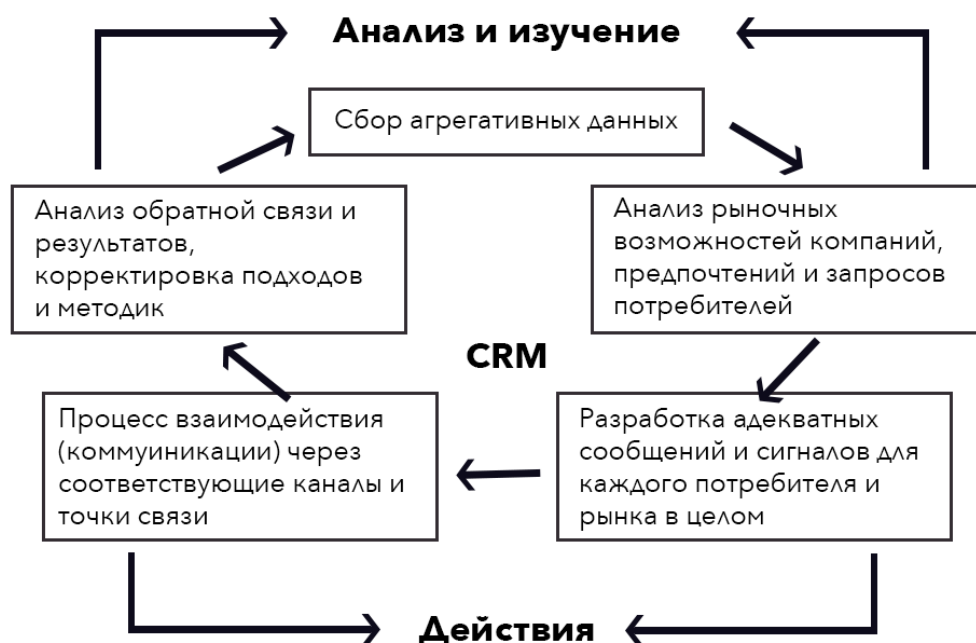 Анализ и изучение
Сбор агрегативных данных
Анализ обратной связи и
результатов,
корректировка подходов
и методик
Анализ рыночных
возможностей компаний,
предпочтений и запросов
потребителей
CRM
Процесс взаимодействия
(коммуиникации) через
соответствующие каналы и
точки связи
Разработка адекватных
сообщений и сигналов для
каждого потребителя и
рынка в целом
Действия